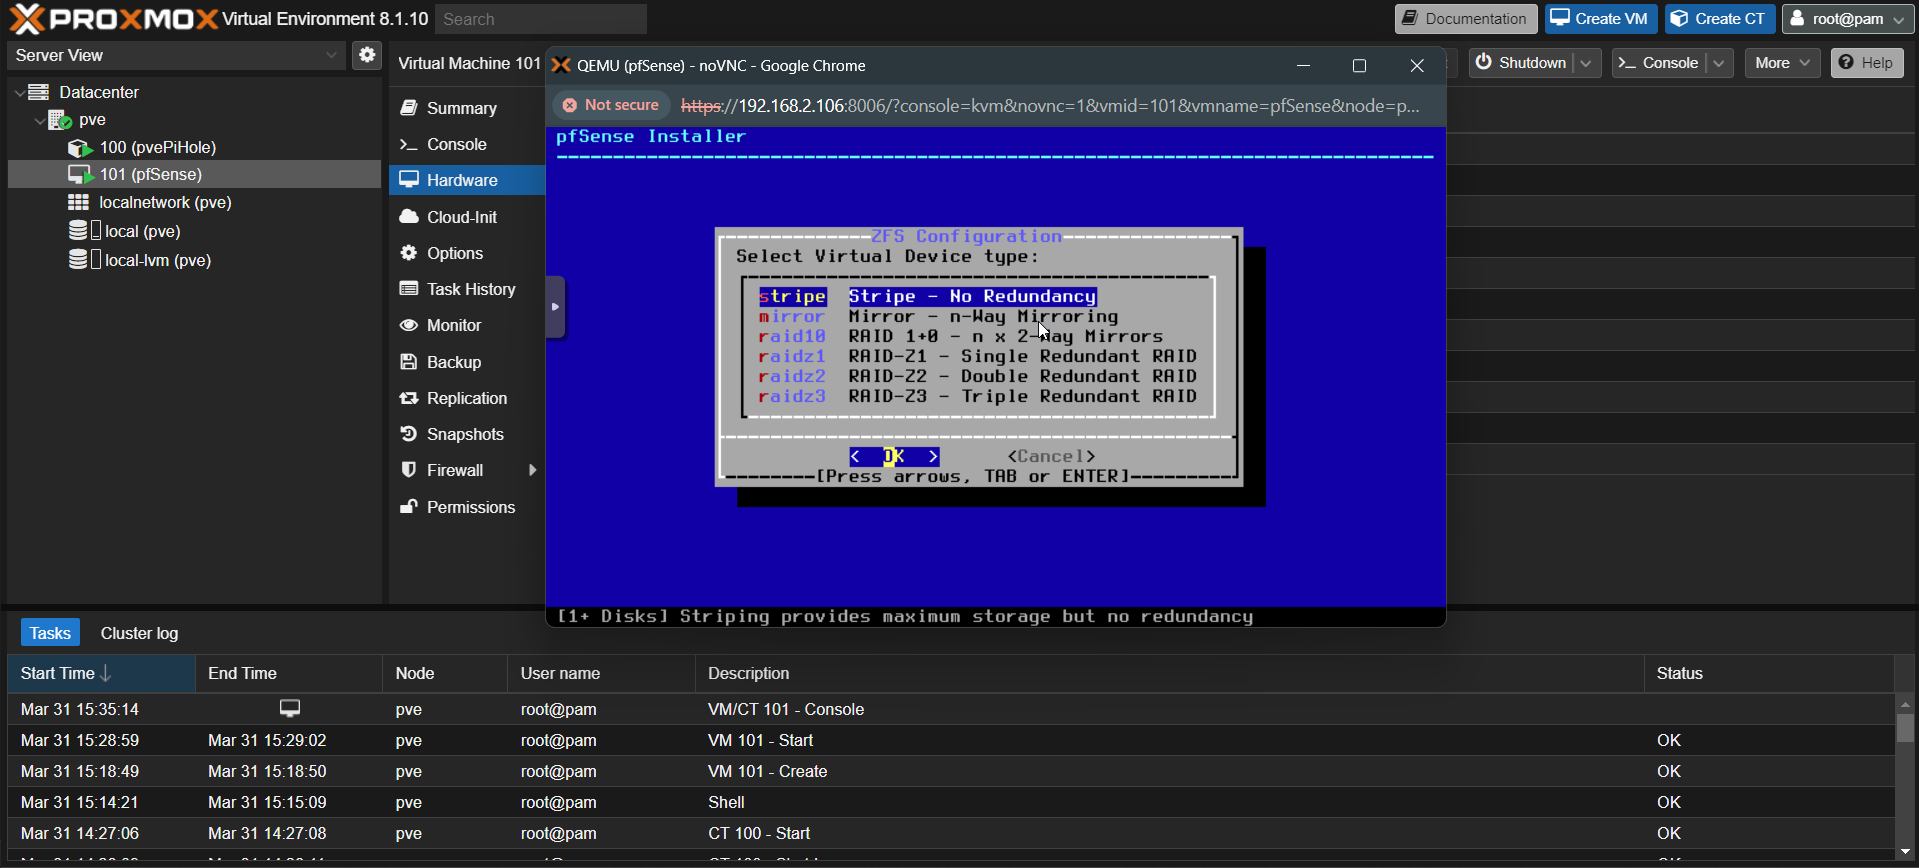 PROXMOX Virtual Environment 8.1.10 Search Documentation Create VM Create CT root@pam
Server View
Datacenter
pve
100 (pvePiHole)
101 (pfSense)
localnetwork (pve)
local (pve)
local-lvm (pve)
Virtual Machine 101
Shutdown Console More Help
Summary
Console
Hardware
Cloud-Init
Options
Task History
Monitor
Backup
Replication
Snapshots
Firewall
Permissions
QEMU (pfSense) - noVNC - Google Chrome
Not secure https://192.168.2.106:8006/?console=kvm&novnc=1&vmid=101&vmname=pfSense&node=p...
pfSense Installer
ZFS Configuration
Select Virtual Device type:
stripe Stripe - No Redundancy
mirror Mirror - n-Way Mirroring
raid10 RAID 1+0 - n x 2-Way Mirrors
raidz1 RAID-Z1 - Single Redundant RAID
raidz2 RAID-Z2 - Double Redundant RAID
raidz3 RAID-Z3 - Triple Redundant RAID
< OK > <Cancel>
[Press arrows, TAB or ENTER]
[1+ Disks] Striping provides maximum storage but no redundancy
Tasks Cluster log
Start Time End Time Node User name Description Status
Mar 31 15:35:14 pve root@pam VM/CT 101 - Console
Mar 31 15:28:59 Mar 31 15:29:02 pve root@pam VM 101 - Start OK
Mar 31 15:18:49 Mar 31 15:18:50 pve root@pam VM 101 - Create OK
Mar 31 15:14:21 Mar 31 15:15:09 pve root@pam Shell OK
Mar 31 14:27:06 Mar 31 14:27:08 pve root@pam CT 100 - Start OK